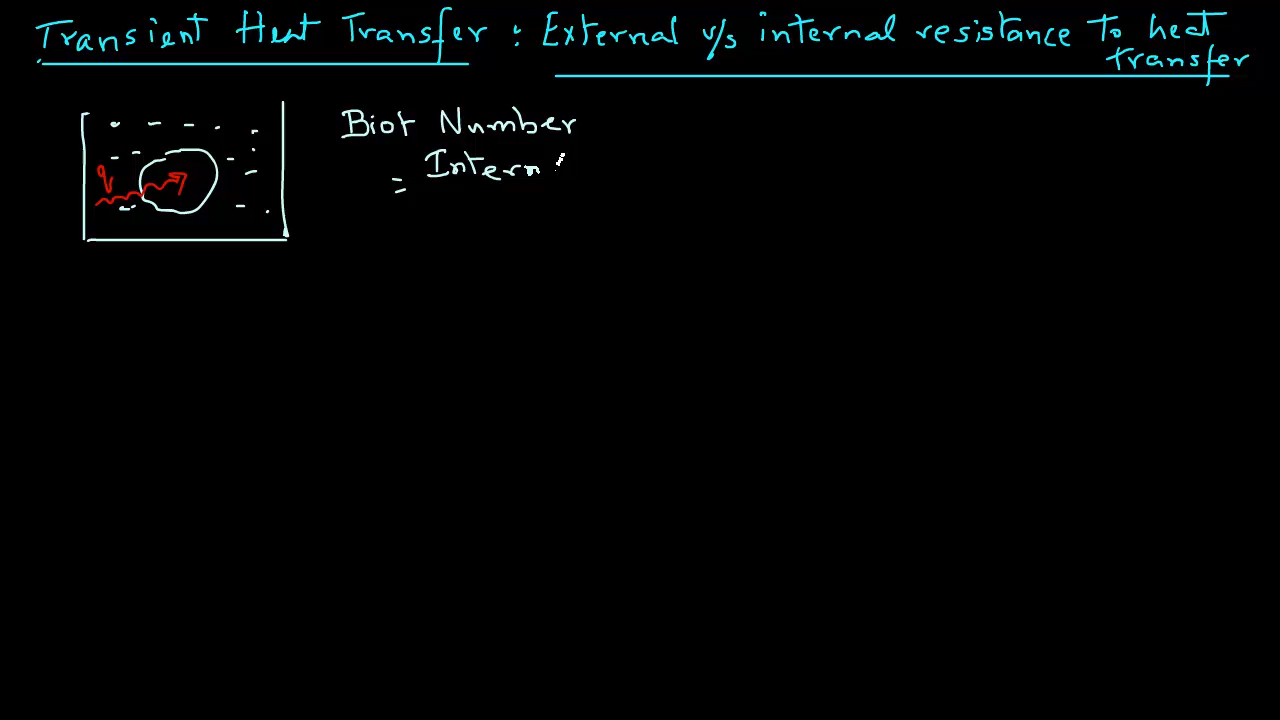 Transient Heat Transfer : External v/s internal resistance To heat
transfer
Biot Number
= Intern
q